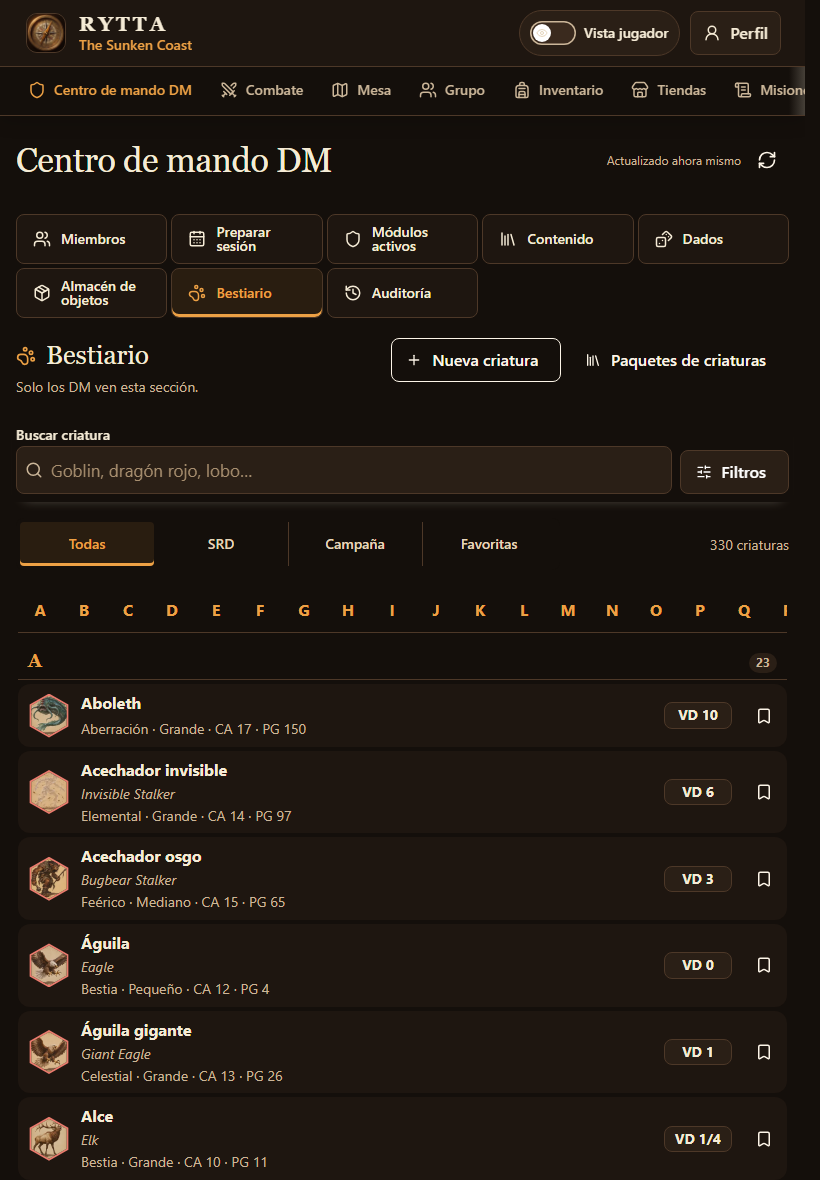 RYTTA
The Sunken Coast
Vista jugador
Perfil
Centro de mando DM
Combate
Mesa
Grupo
Inventario
Tiendas
Centro de mando DM
Actualizado ahora mismo
Miembros
Preparar
sesión
Módulos
activos
Contenido
Dados
Almacén de
objetos
Bestiario
Auditoría
Bestiario
Nueva criatura
Paquetes de criaturas
Solo los DM ven esta sección.
Buscar criatura
Goblin, dragón rojo, lobo...
Filtros
Todas
SRD
Campaña
Favoritas
330 criaturas
A B C D E F G H I J K L M N O P Q
A
23
Aboleth
Aberración · Grande · CA 17 · PG 150
VD 10
Acechador invisible
Invisible Stalker
Elemental · Grande · CA 14 · PG 97
VD 6
Acechador osgo
Bugbear Stalker
Feérico · Mediano · CA 15 · PG 65
VD 3
Águila
Eagle
Bestia · Pequeño · CA 12 · PG 4
VD 0
Águila gigante
Giant Eagle
Celestial · Grande · CA 13 · PG 26
VD 1
Alce
Elk
Bestia · Grande · CA 10 · PG 11
VD 1/4